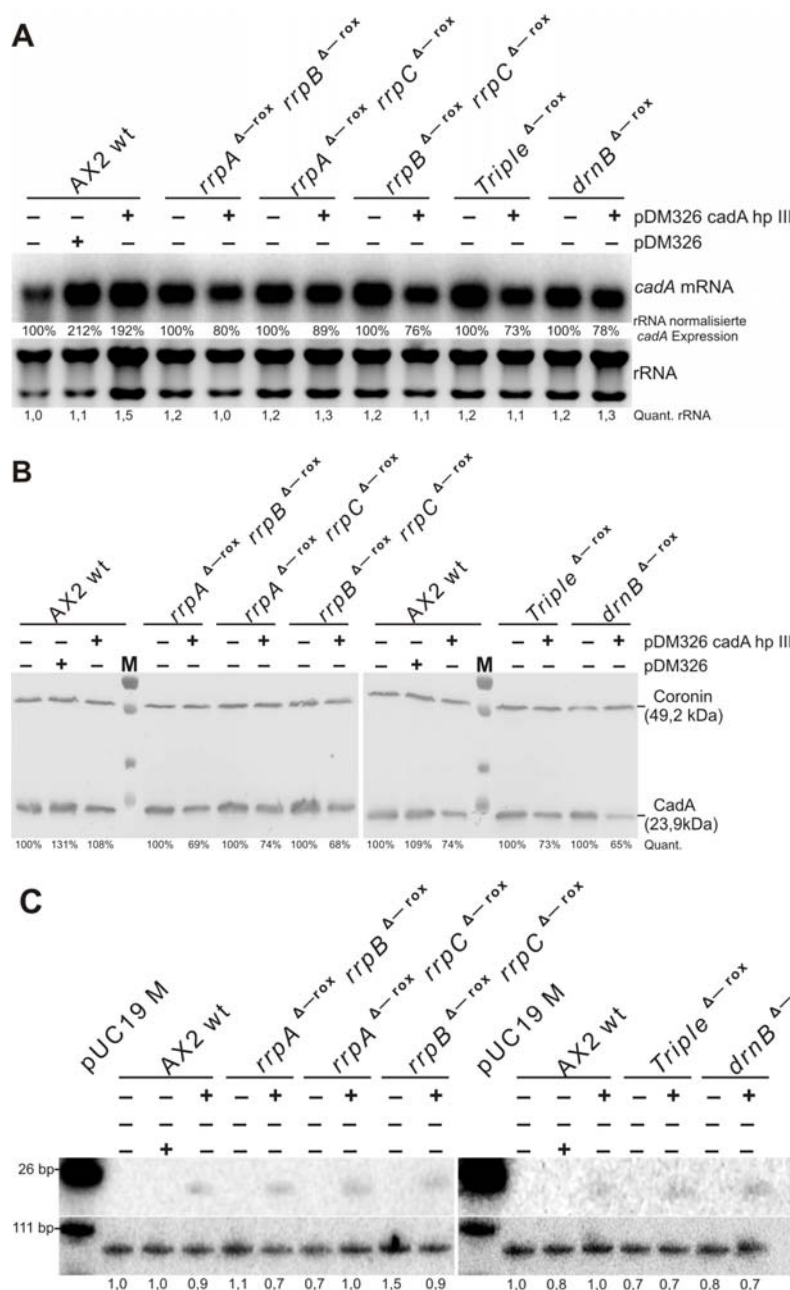 A
AX2 wt rrpA Δ—rox rrpB Δ—rox rrpA Δ—rox rrpC Δ—rox rrpB Δ—rox rrpC Δ—rox Triple Δ—rox drnB Δ—rox
– – + – + – + – + – + – + pDM326 cadA hp III
– + – – – – – – – – – – – pDM326
cadA mRNA
100% 212% 192% 100% 80% 100% 89% 100% 76% 100% 73% 100% 78% rRNA normalisierte
cadA Expression
rRNA
1,0 1,1 1,5 1,2 1,0 1,2 1,3 1,2 1,1 1,2 1,1 1,2 1,3 Quant. rRNA
B
AX2 wt rrpA Δ—rox rrpB Δ—rox rrpA Δ—rox rrpC Δ—rox rrpB Δ—rox rrpC Δ—rox AX2 wt Triple Δ—rox drnB Δ—rox
– – + – + – + – + – – + – + – + pDM326 cadA hp III
– + – M – – – – – – – + – M – – – – pDM326
Coronin
(49,2 kDa)
CadA
(23,9kDa)
100% 131% 108% 100% 69% 100% 74% 100% 68% 100% 109% 74% 100% 73% 100% 65% Quant.
C
pUC19 M AX2 wt rrpA Δ—rox rrpB Δ—rox rrpA Δ—rox rrpC Δ—rox rrpB Δ—rox rrpC Δ—rox pUC19 M AX2 wt Triple Δ—rox drnB Δ—
– – + – + – + – + – – + – + – +
– – – – – – – – – – – – – – – –
– + – – – – – – – – + – – – – –
26 bp
111 bp
1,0 1,0 0,9 1,1 0,7 0,7 1,0 1,5 0,9 1,0 0,8 1,0 0,7 0,7 0,8 0,7